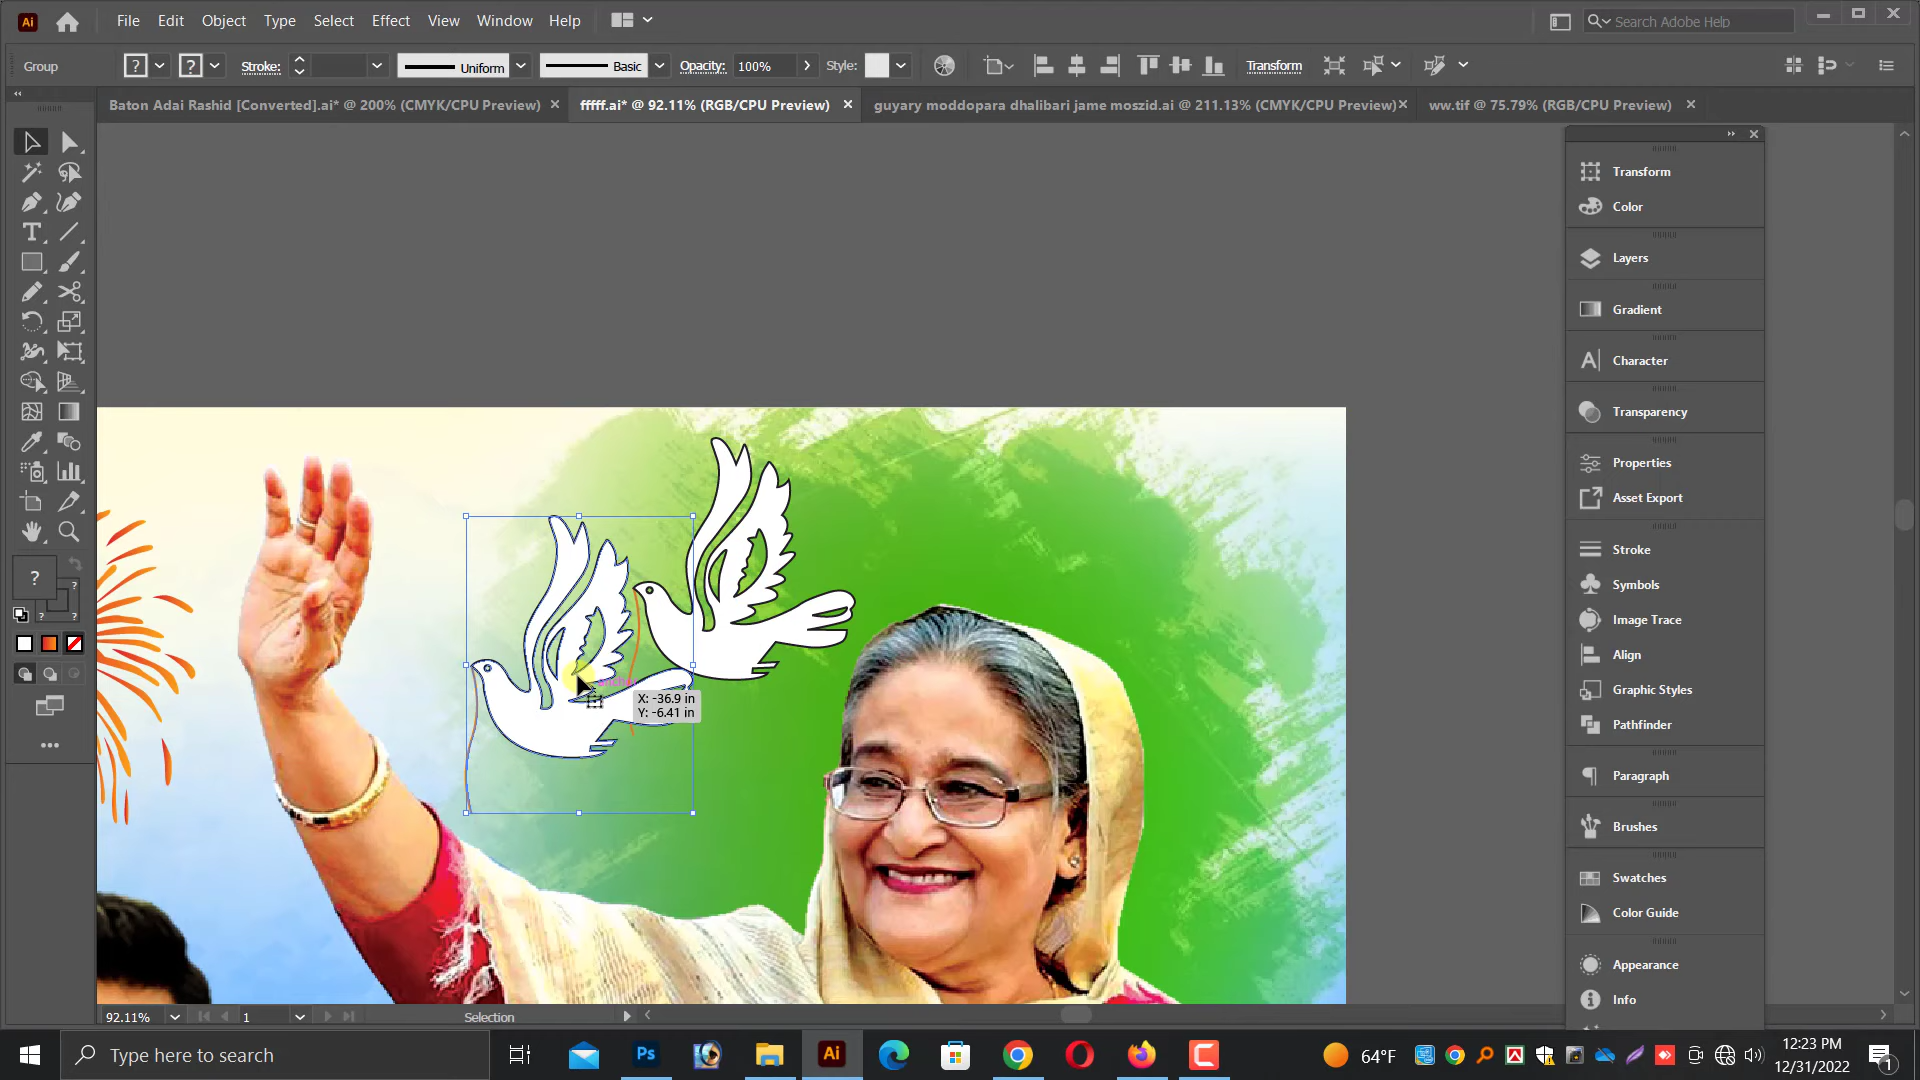 File Edit Object Type Select Effect View Window Help
Search Adobe Help
Group ? ? Stroke: Uniform Basic Opacity: 100% Style: Transform
Baton Adai Rashid [Converted].ai* @ 200% (CMYK/CPU Preview)
fffff.ai* @ 92.11% (RGB/CPU Preview)
guyary moddopara dhalibari jame moszid.ai @ 211.13% (CMYK/CPU Preview)
ww.tif @ 75.79% (RGB/CPU Preview)
Transform
Color
Layers
Gradient
Character
Transparency
Properties
Asset Export
Stroke
Symbols
Image Trace
Align
Graphic Styles
Pathfinder
Paragraph
Brushes
Swatches
Color Guide
Appearance
Info
X: -36.9 in
Y: -6.41 in
92.11% 1 Selection
Type here to search
Ps
Ai
64°F
12:23 PM
12/31/2022
1